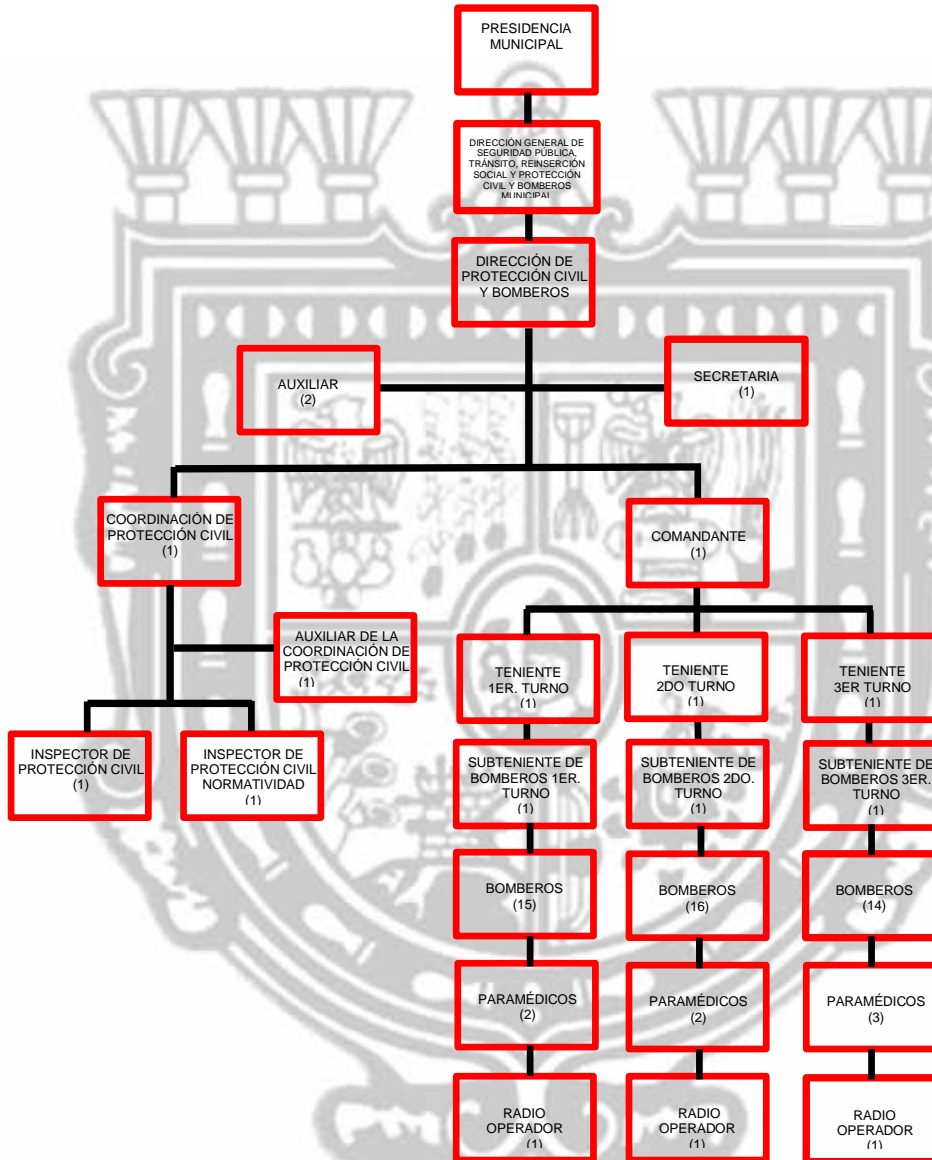 PRESIDENCIA
MUNICIPAL
DIRECCIÓN GENERAL DE
SEGURIDAD PÚBLICA,
TRÁNSITO, REINSERCIÓN
SOCIAL Y PROTECCIÓN
CIVIL Y BOMBEROS
MUNICIPAL
DIRECCIÓN DE
PROTECCIÓN CIVIL
Y BOMBEROS
AUXILIAR
(2)
SECRETARIA
(1)
COORDINACIÓN DE
PROTECCIÓN CIVIL
(1)
COMANDANTE
(1)
AUXILIAR DE LA
COORDINACIÓN DE
PROTECCIÓN CIVIL
(1)
INSPECTOR DE
PROTECCIÓN CIVIL
(1)
INSPECTOR DE
PROTECCIÓN CIVIL
NORMATIVIDAD
(1)
TENIENTE
1ER. TURNO
(1)
TENIENTE
2DO TURNO
(1)
TENIENTE
3ER TURNO
(1)
SUBTENIENTE DE
BOMBEROS 1ER.
TURNO
(1)
SUBTENIENTE DE
BOMBEROS 2DO.
TURNO
(1)
SUBTENIENTE DE
BOMBEROS 3ER.
TURNO
(1)
BOMBEROS
(15)
BOMBEROS
(16)
BOMBEROS
(14)
PARAMÉDICOS
(2)
PARAMÉDICOS
(2)
PARAMÉDICOS
(3)
RADIO
OPERADOR
(1)
RADIO
OPERADOR
(1)
RADIO
OPERADOR
(1)